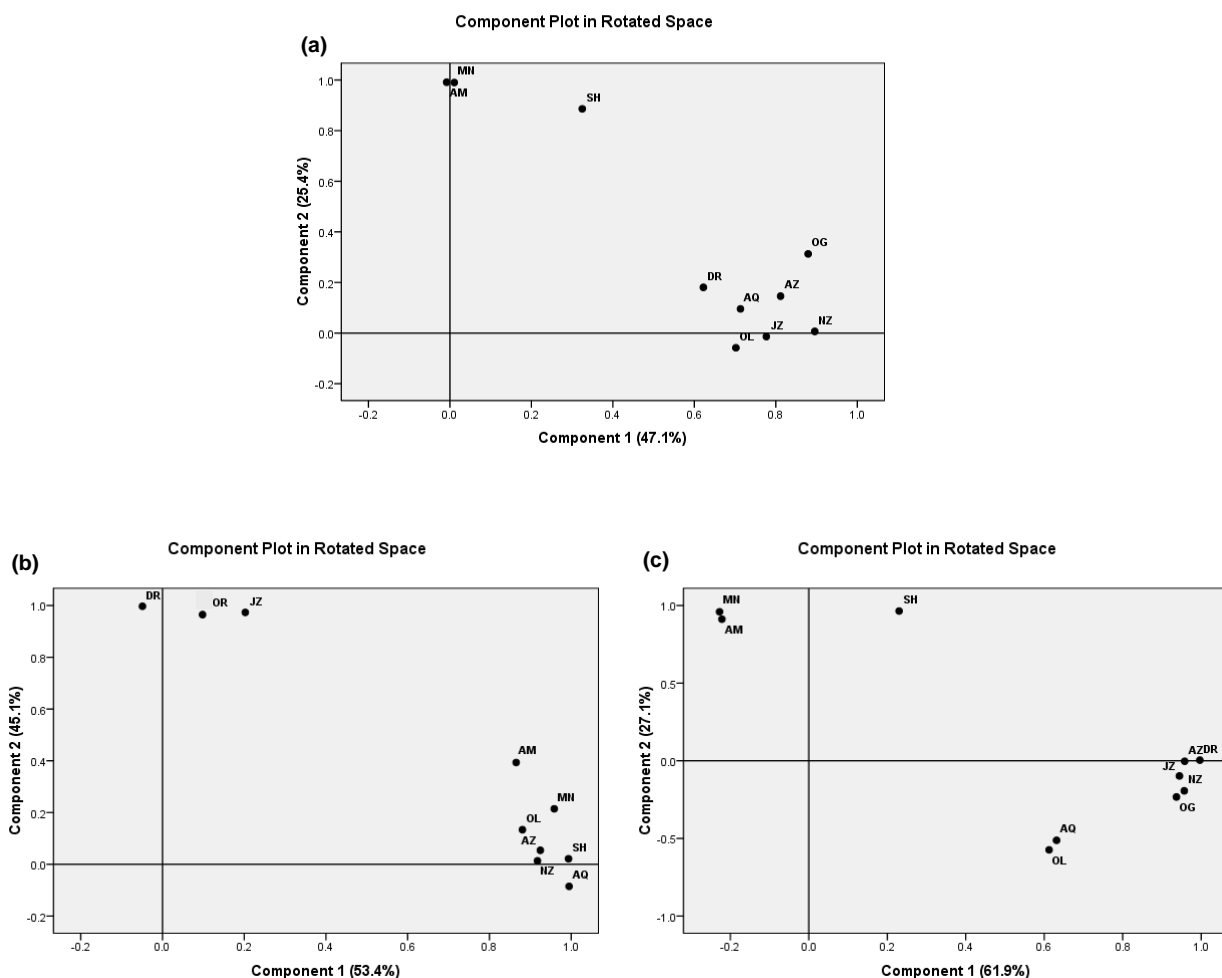 Component Plot in Rotated Space
(a)
MN
1.0
AM
SH
0.8
0.6
0.4
OG
DR
AZ
0.2
AQ
NZ
JZ
OL
0.0
-0.2
-0.2 0.0 0.2 0.4 0.6 0.8 1.0
Component 2 (25.4%)
Component 1 (47.1%)
(b)
Component Plot in Rotated Space
DR OR JZ
1.0
0.8
0.6
AM
0.4
MN
0.2
OL
AZ SH
NZ AQ
0.0
-0.2
-0.2 0.0 0.2 0.4 0.6 0.8 1.0
Component 2 (45.1%)
Component 1 (53.4%)
(c)
Component Plot in Rotated Space
MN SH
1.0
AM
0.5
AZ DR
0.0
JZ
NZ
OG
AQ
-0.5
OL
-1.0
-0.2 0.0 0.2 0.4 0.6 0.8 1.0
Component 2 (27.1%)
Component 1 (61.9%)